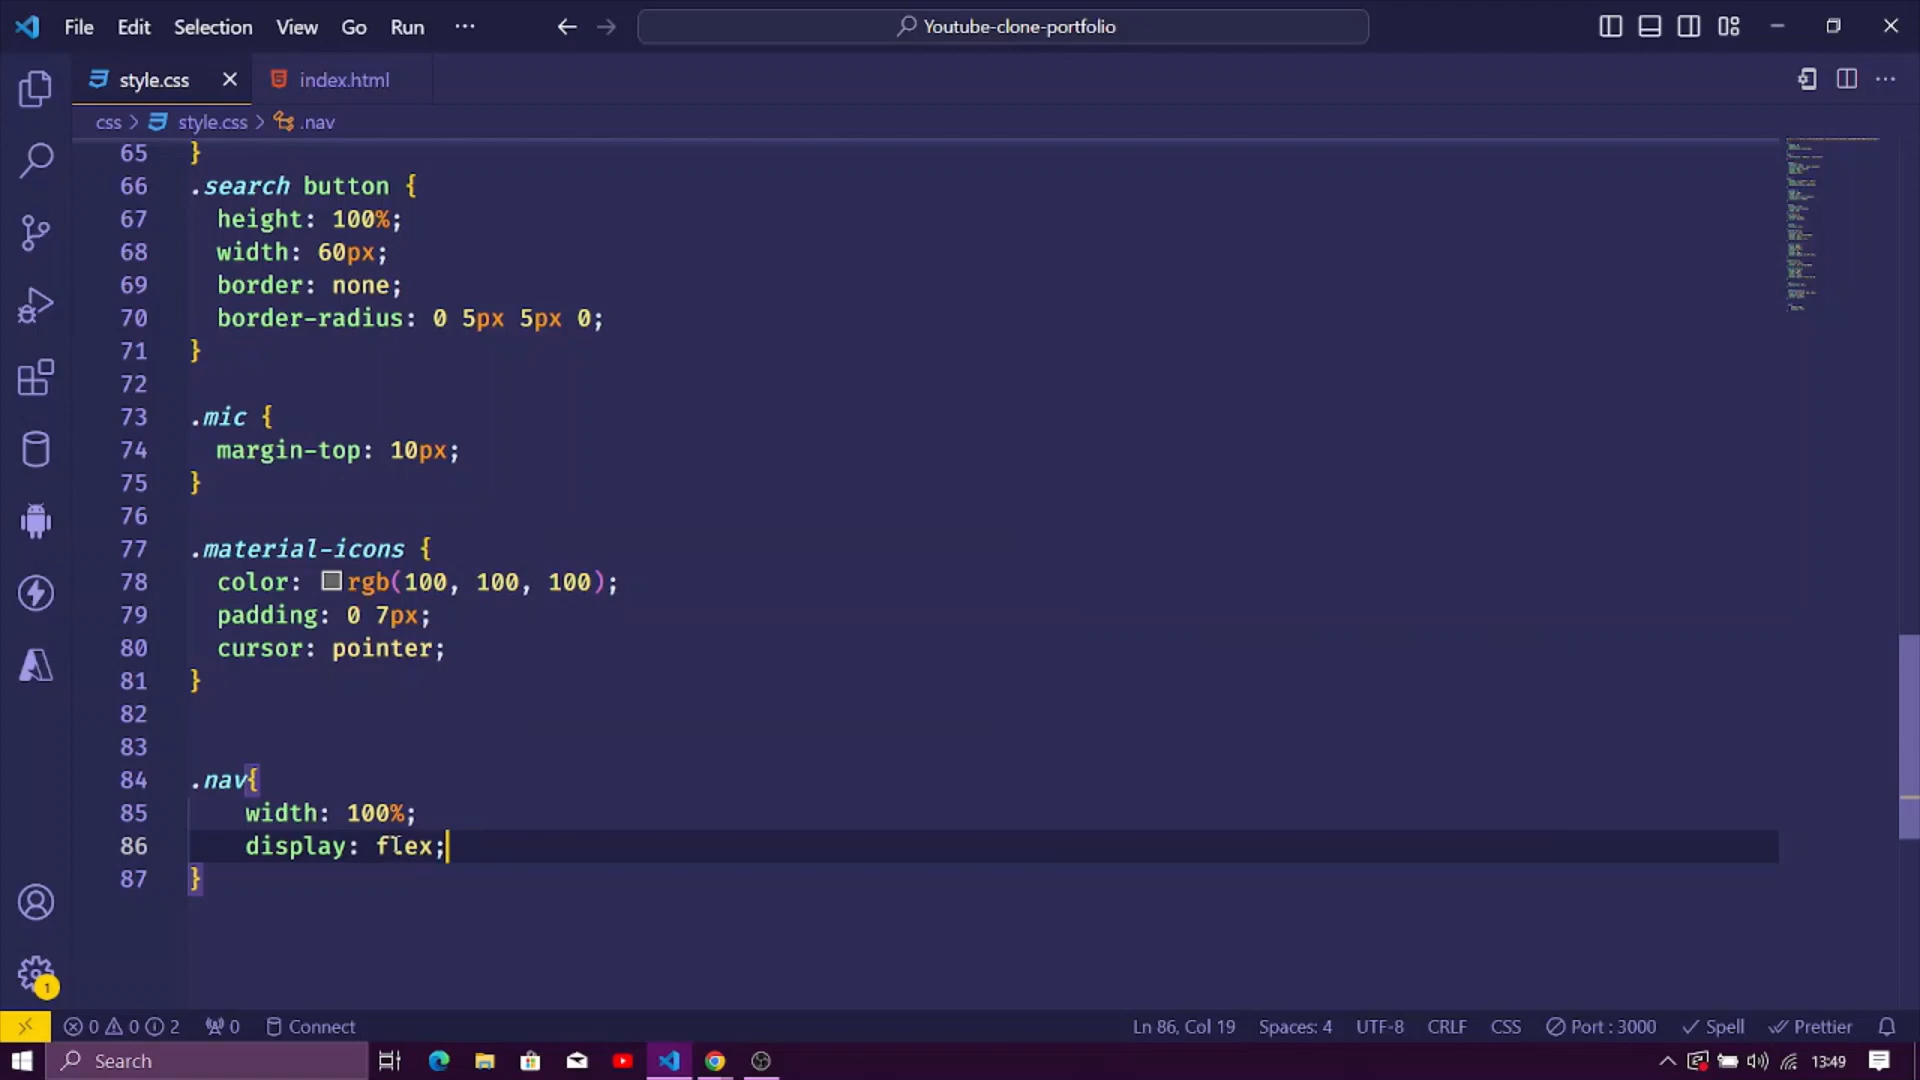 File Edit Selection View Go Run ··· Youtube-clone-portfolio
style.css index.html
css > style.css > .nav
65 }
66 .search button {
67 height: 100%;
68 width: 60px;
69 border: none;
70 border-radius: 0 5px 5px 0;
71 }
72
73 .mic {
74 margin-top: 10px;
75 }
76
77 .material-icons {
78 color: rgb(100, 100, 100);
79 padding: 0 7px;
80 cursor: pointer;
81 }
82
83
84 .nav{
85 width: 100%;
86 display: flex;
87 }
1
0 0 2 0 Connect Ln 86, Col 19 Spaces: 4 UTF-8 CRLF CSS Port : 3000 Spell Prettier
Search 13:49